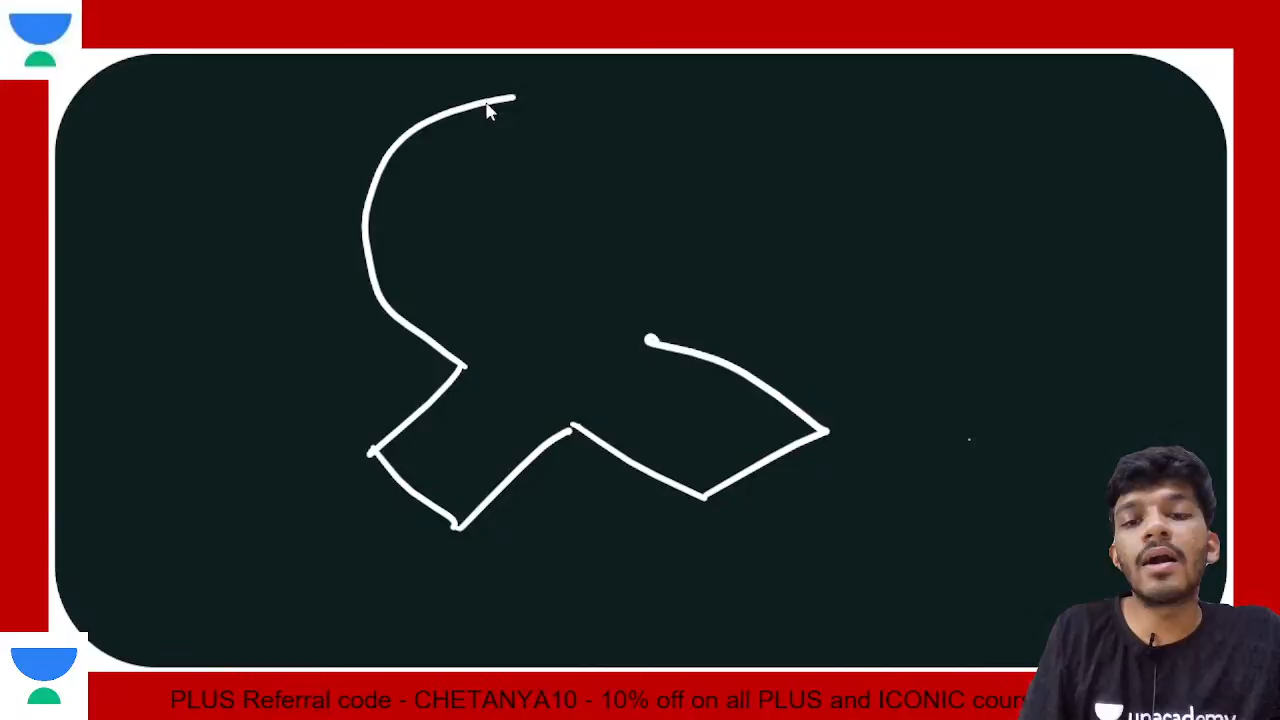 PLUS Referral code - CHETANYA10 - 10% off on all PLUS and ICONIC cour
unacademy